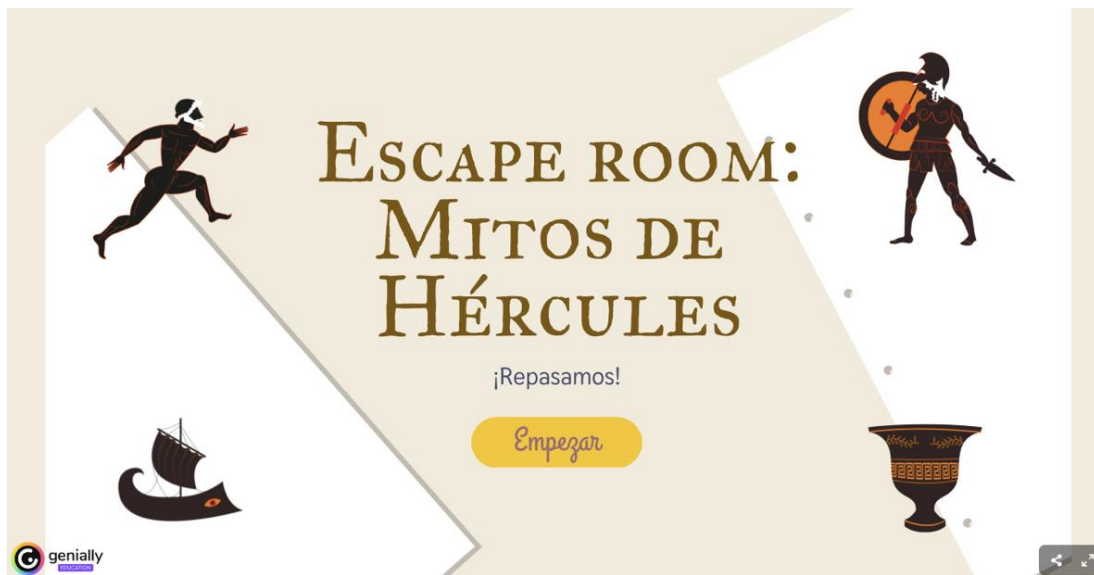 Escape room:
Mitos de
Hércules
¡Repasamos!
Empezar
genially
EDUCATION